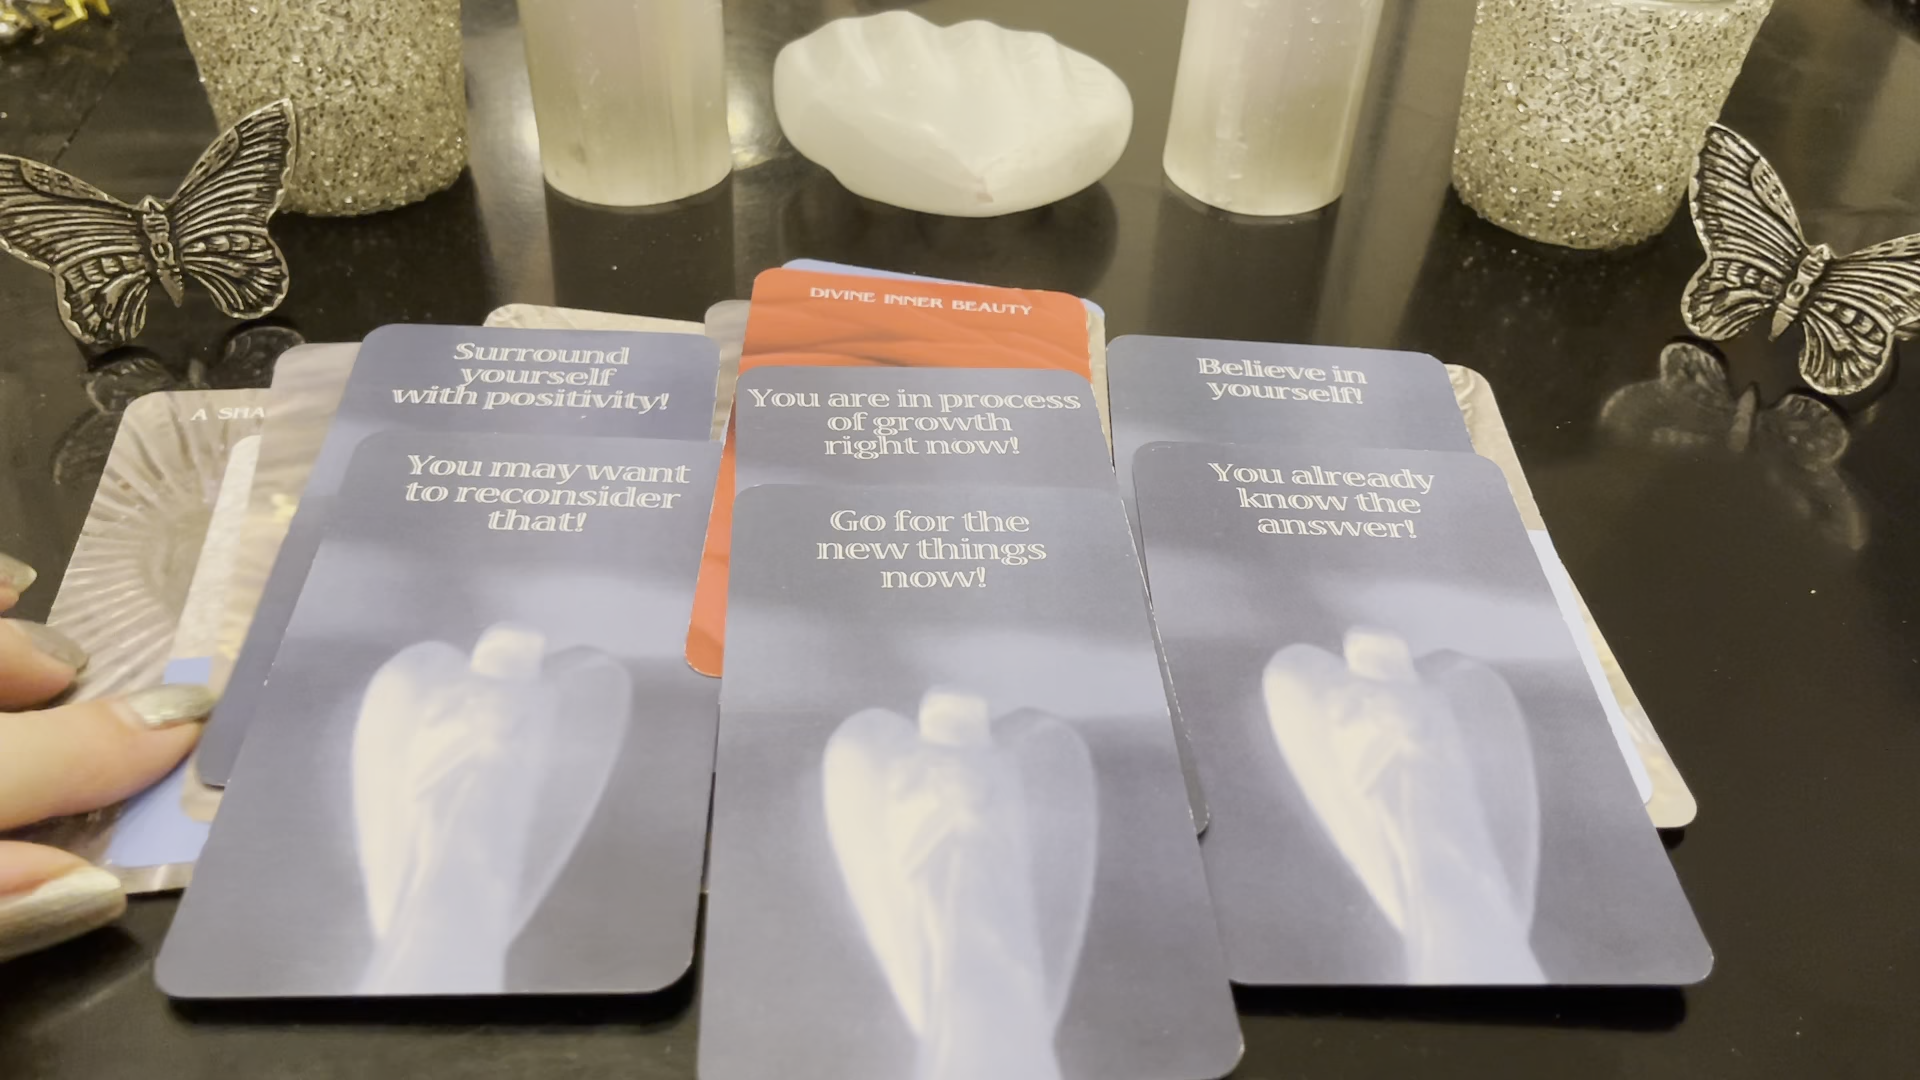 DIVINE INNER BEAUTY
Surround
yourself
with positivity!
You may want
to reconsider
that!
You are in process
of growth
right now!
Go for the
new things
now!
Believe in
yourself!
You already
know the
answer!
A